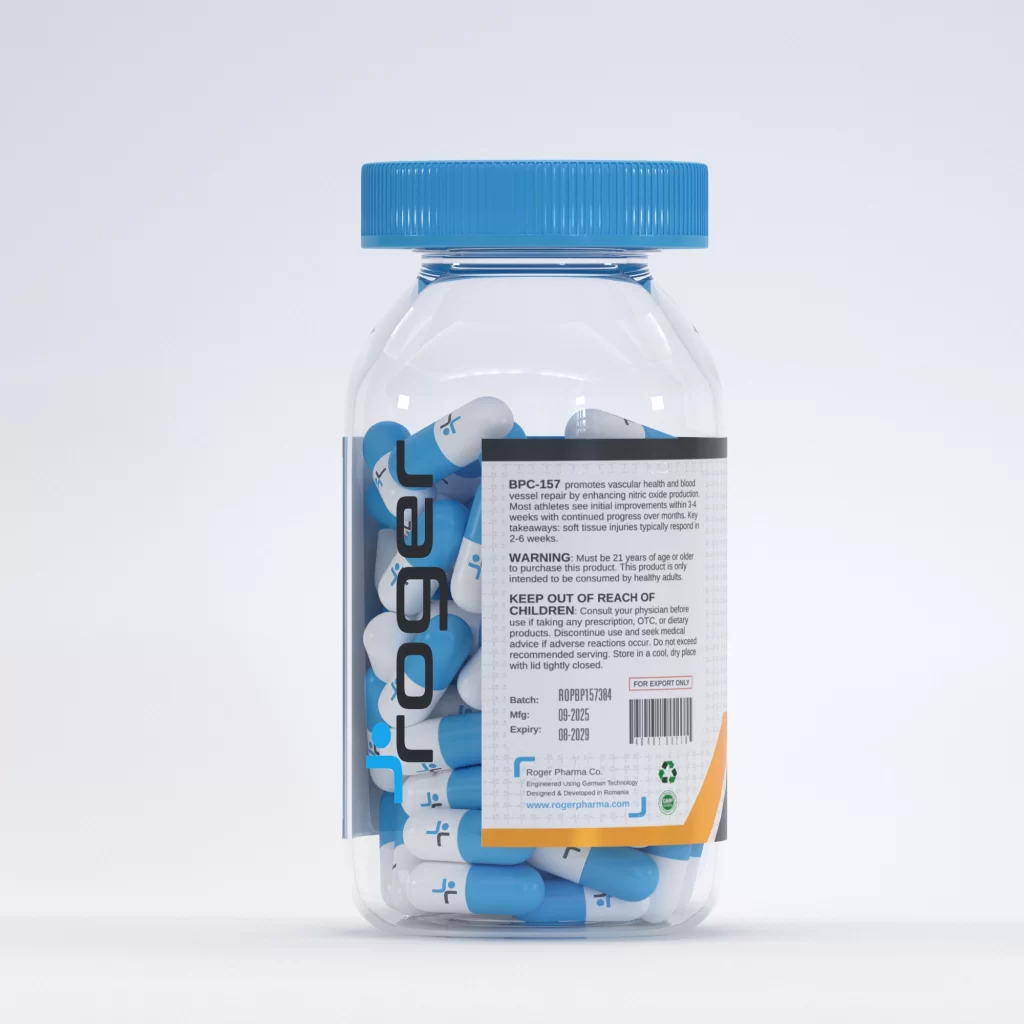 roger
BPC-157 promotes vascular health and blood
vessel repair by enhancing nitric oxide production.
Most athletes see initial improvements within 3-4
weeks with continued progress over months. Key
takeaways: soft tissue injuries typically respond in
2-6 weeks.
WARNING: Must be 21 years of age or older
to purchase this product. This product is only
intended to be consumed by healthy adults.
KEEP OUT OF REACH OF
CHILDREN: Consult your physician before
use if taking any prescription, OTC, or dietary
products. Discontinue use and seek medical
advice if adverse reactions occur. Do not exceed
recommended serving. Store in a cool, dry place
with lid tightly closed.
FOR EXPORT ONLY
Batch: ROPBP157384
Mfg: 09-2025
Expiry: 08-2029
Roger Pharma Co.
Engineered Using German Technology
Designed & Developed in Romania
www.rogerpharma.com
GMP